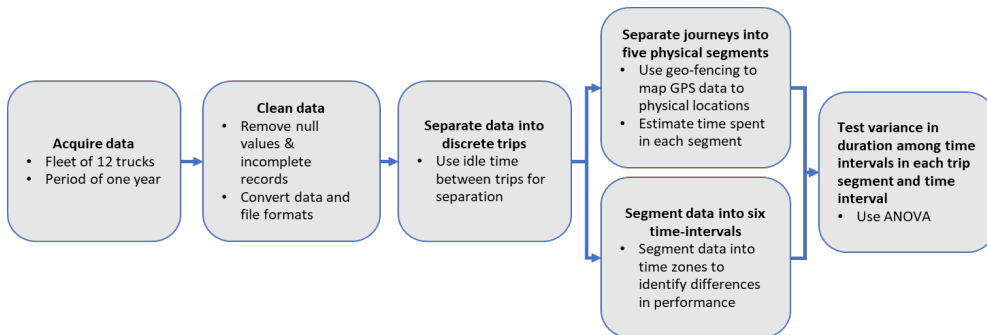 Acquire data
• Fleet of 12 trucks
• Period of one year
Clean data
• Remove null
values &
incomplete
records
• Convert data and
file formats
Separate data into
discrete trips
• Use idle time
between trips for
separation
Separate journeys into
five physical segments
• Use geo-fencing to
map GPS data to
physical locations
• Estimate time spent
in each segment
Segment data into six
time-intervals
• Segment data into
time zones to
identify differences
in performance
Test variance in
duration among time
intervals in each trip
segment and time
interval
• Use ANOVA